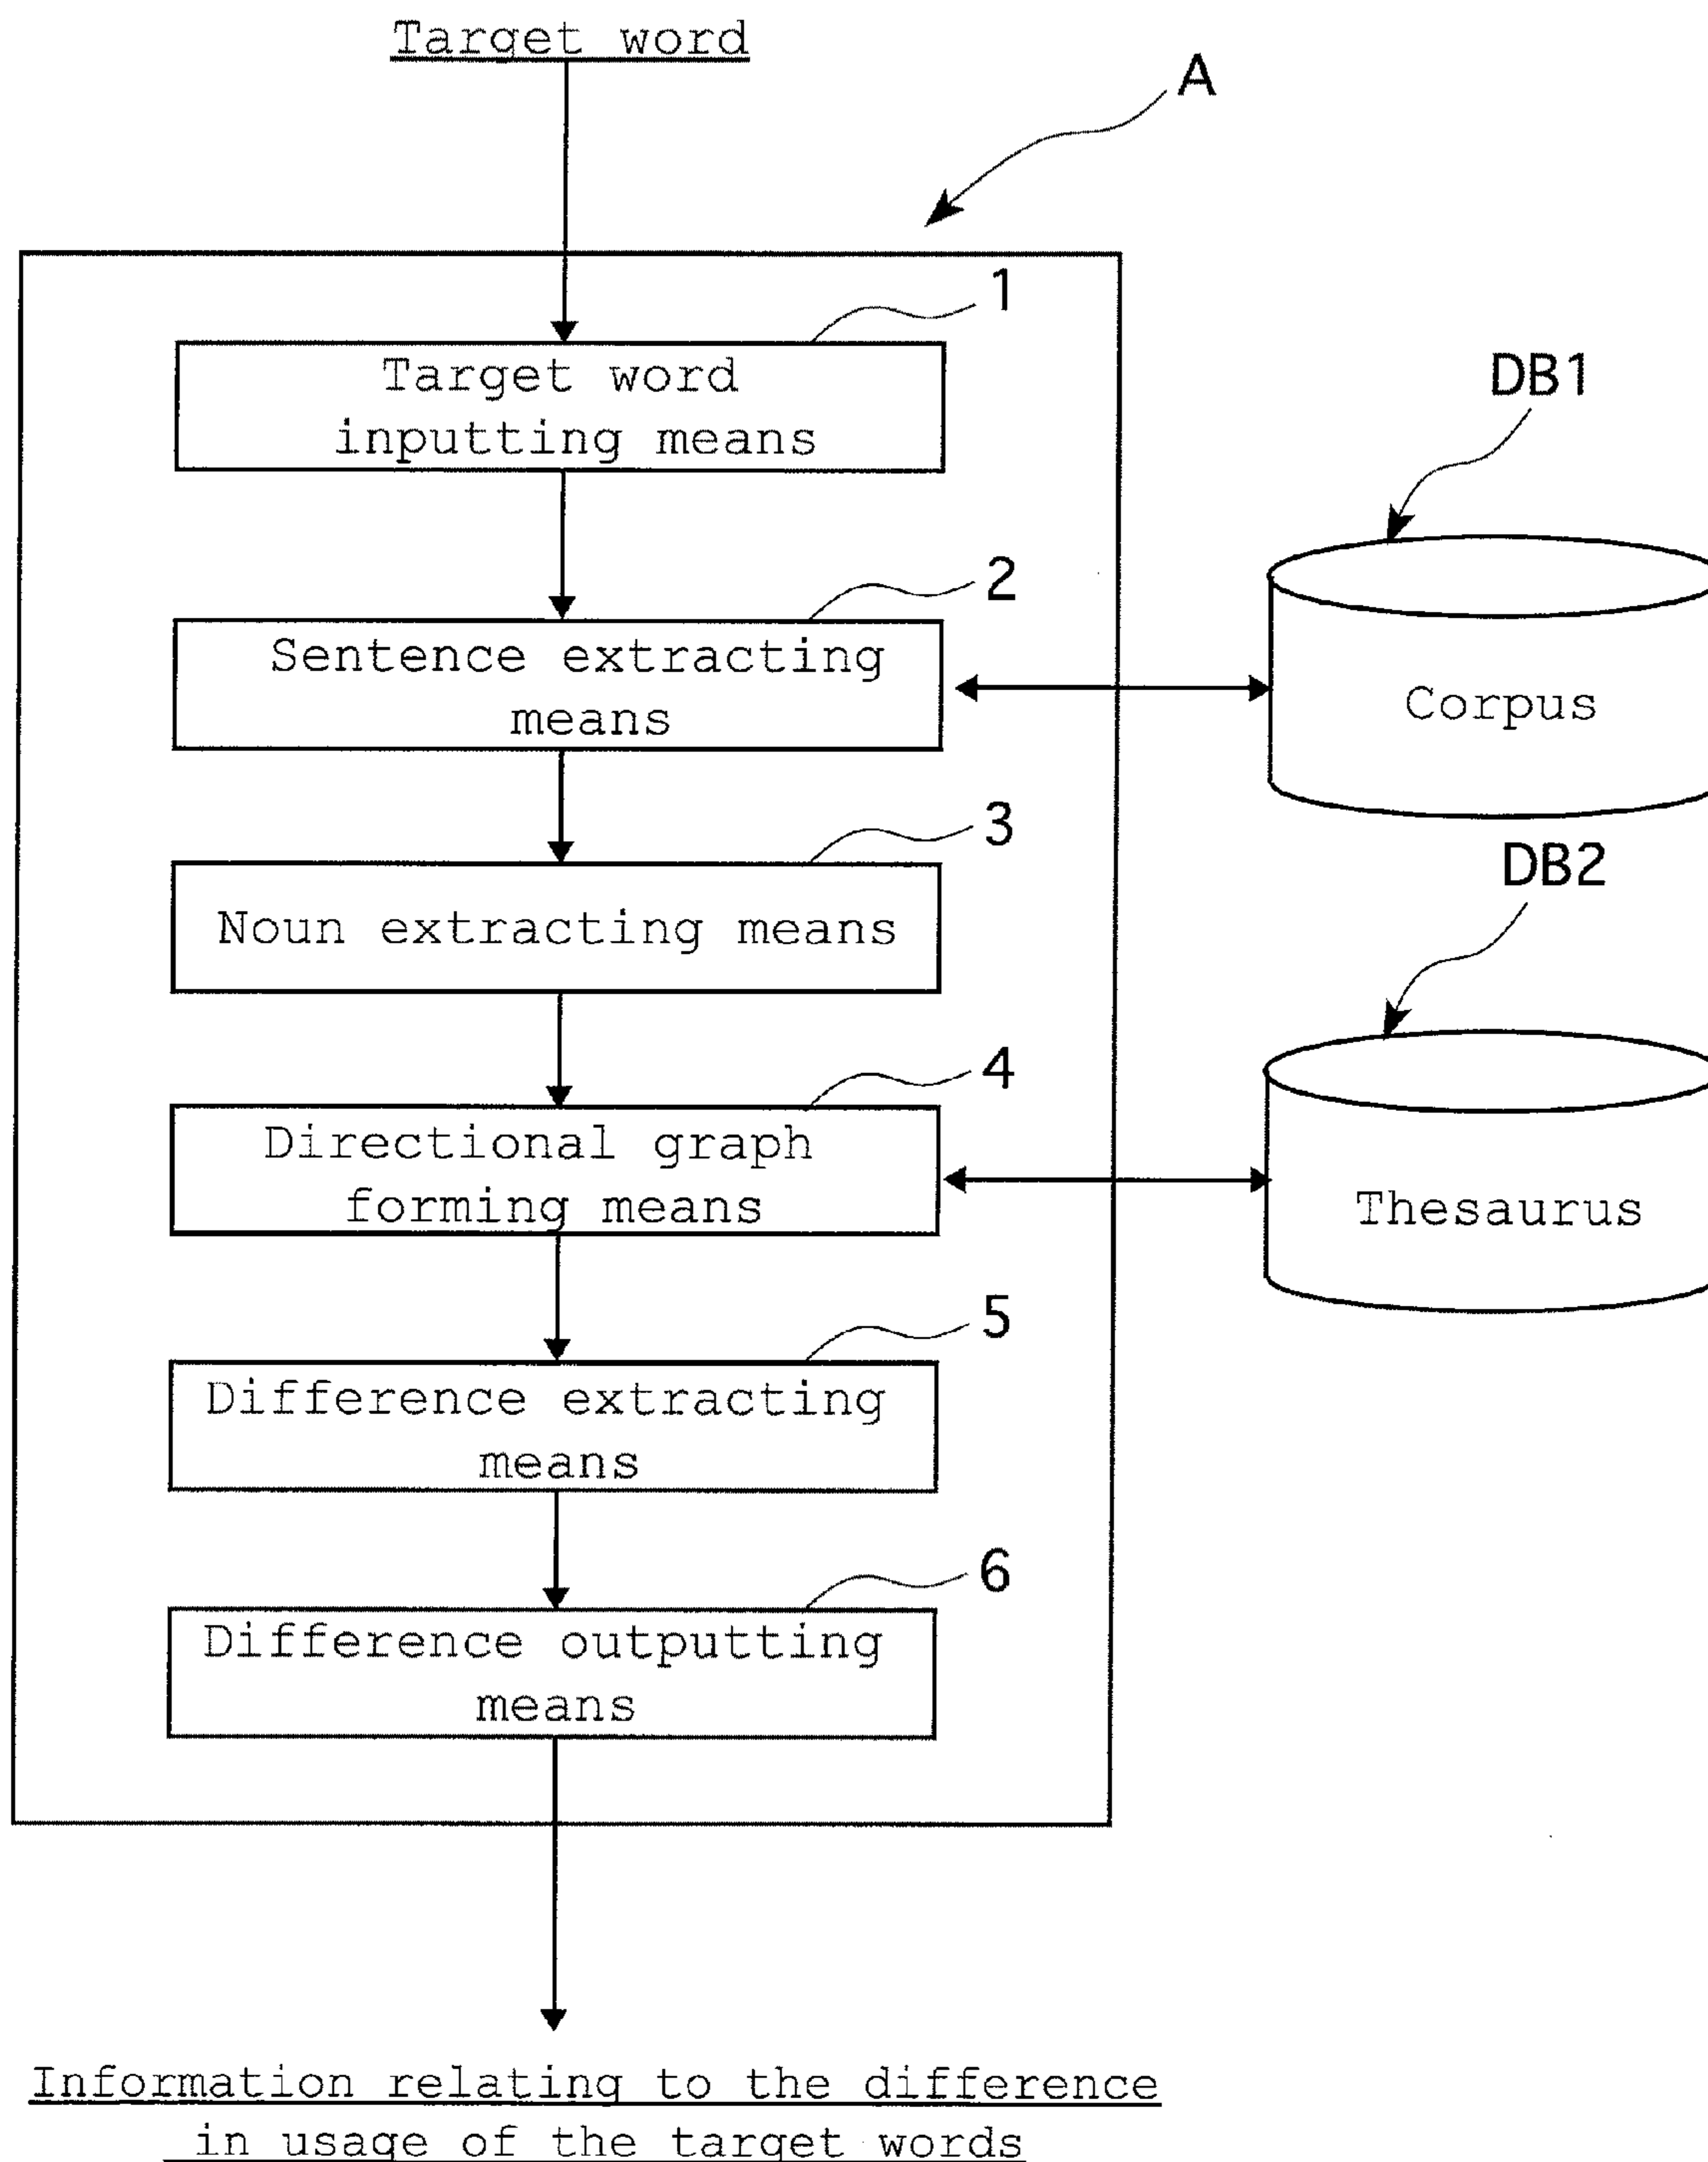 Target word
A
1
Target word
inputting means
DB1
2
Sentence extracting
means
Corpus
3
Noun extracting means
DB2
4
Directional graph
forming means
Thesaurus
5
Difference extracting
means
6
Difference outputting
means
Information relating to the difference
in usage of the target words